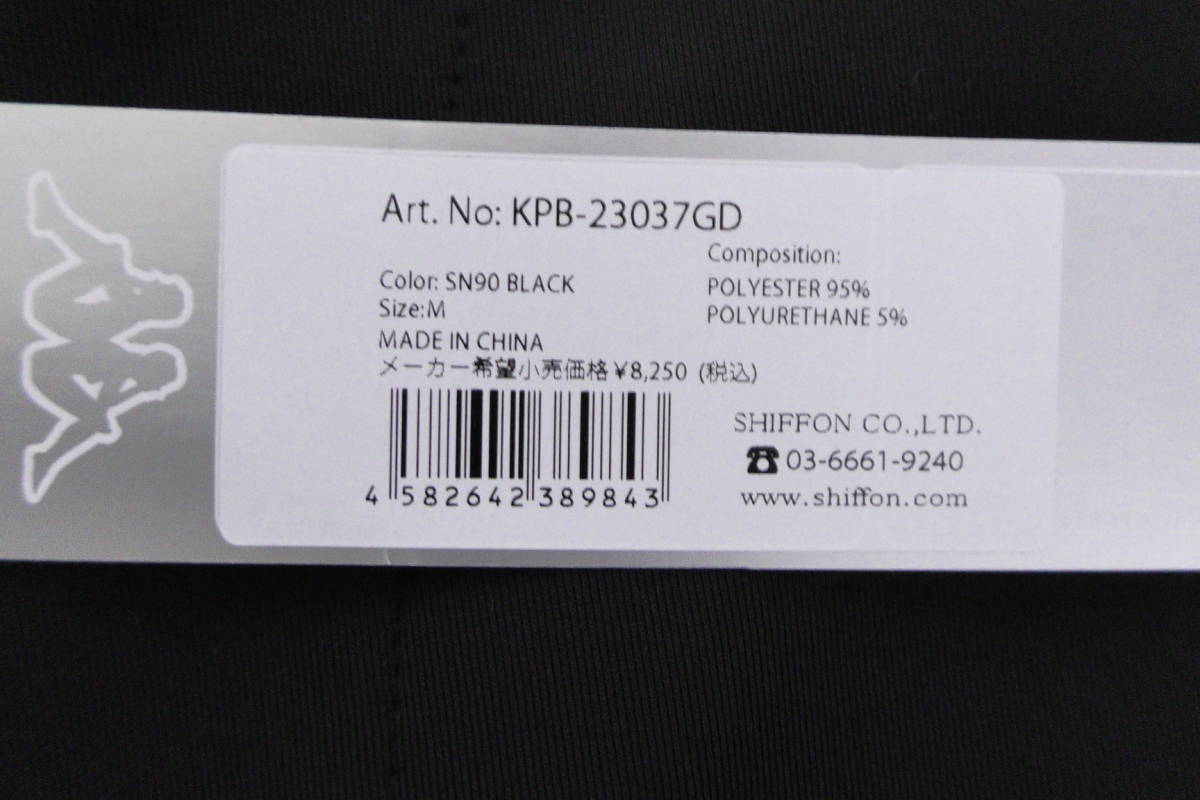 Art. No: KPB-23037GD
Color: SN90 BLACK
Size:M
MADE IN CHINA
メーカー希望小売価格¥8,250 (税込)
4 582642 389843
Composition:
POLYESTER 95%
POLYURETHANE 5%
SHIFFON CO.,LTD.
☎03-6661-9240
www.shiffon.com